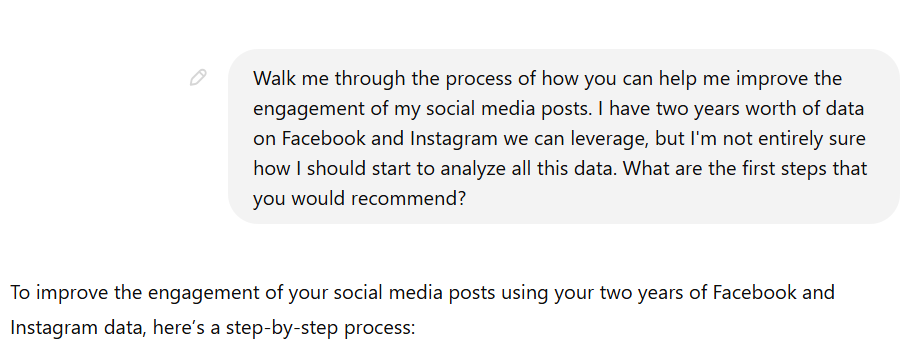 Walk me through the process of how you can help me improve the
engagement of my social media posts. I have two years worth of data
on Facebook and Instagram we can leverage, but I'm not entirely sure
how I should start to analyze all this data. What are the first steps that
you would recommend?
To improve the engagement of your social media posts using your two years of Facebook and
Instagram data, here’s a step-by-step process: